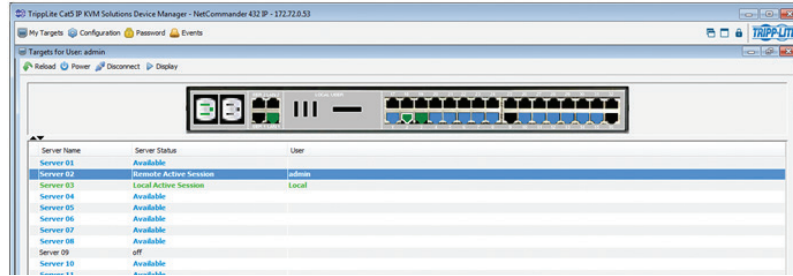 TrippLite Cat5 IP KVM Solutions Device Manager - NetCommander 432 IP - 172.72.0.53
My Targets Configuration Password Events
TRIPP-LITE
Targets for User: admin
Reload Power Disconnect Display
Server Name Server Status User
Server 01 Available
Server 02 Remote Active Session admin
Server 03 Local Active Session Local
Server 04 Available
Server 05 Available
Server 06 Available
Server 07 Available
Server 08 Available
Server 09 off
Server 10 Available
Server 11 Available